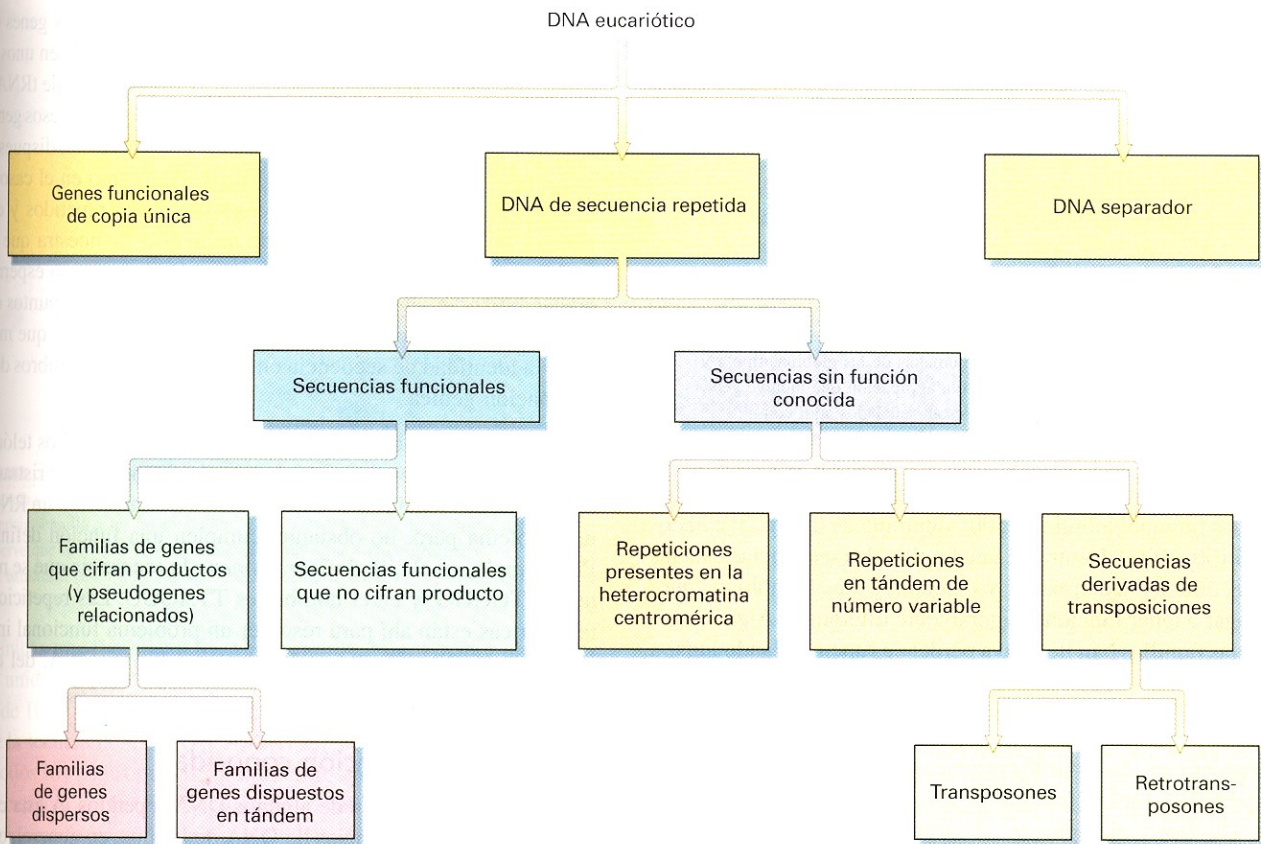 DNA eucariótico
Genes funcionales
de copia única
DNA de secuencia repetida
DNA separador
Secuencias funcionales
Secuencias sin función
conocida
Familias de genes
que cifran productos
(y pseudogenes
relacionados)
Secuencias funcionales
que no cifran producto
Repeticiones
presentes en la
heterocromatina
centromérica
Repeticiones
en tándem de
número variable
Secuencias
derivadas de
transposiciones
Familias
de genes
dispersos
Familias de
genes dispuestos
en tándem
Transposones
Retrotrans-
posones